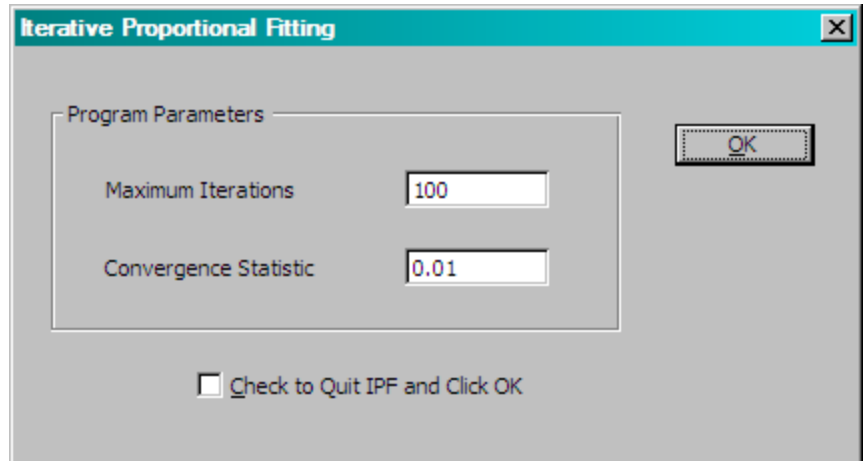 Iterative Proportional Fitting
Program Parameters
OK
Maximum Iterations 100
Convergence Statistic 0.01
Check to Quit IPF and Click OK